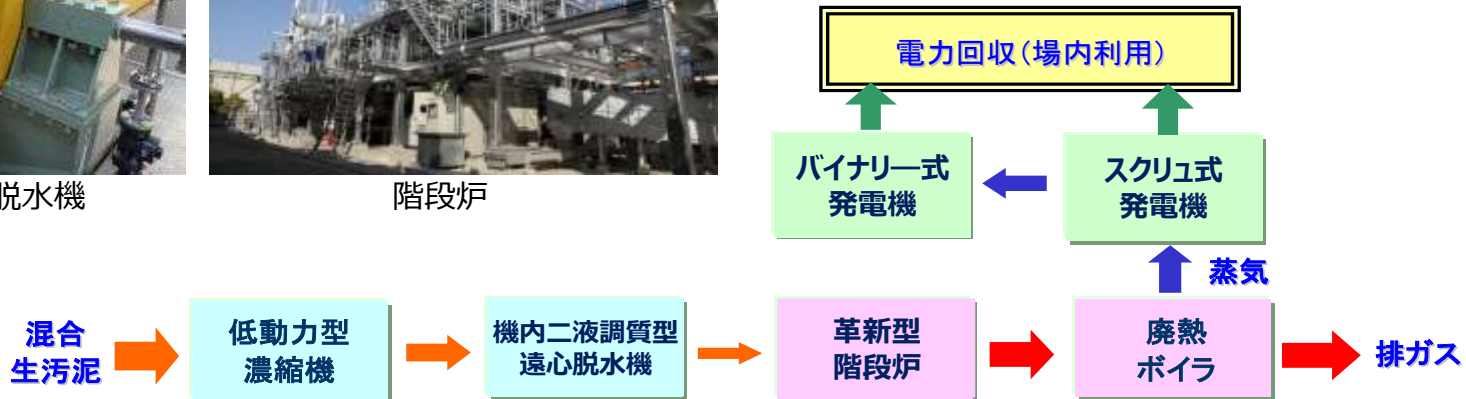 電力回収(場内利用)
バイナリー式
発電機
スクリュ式
発電機
脱水機
階段炉
蒸気
混合
生汚泥
低動力型
濃縮機
機内二液調質型
遠心脱水機
革新型
階段炉
廃熱
ボイラ
排ガス